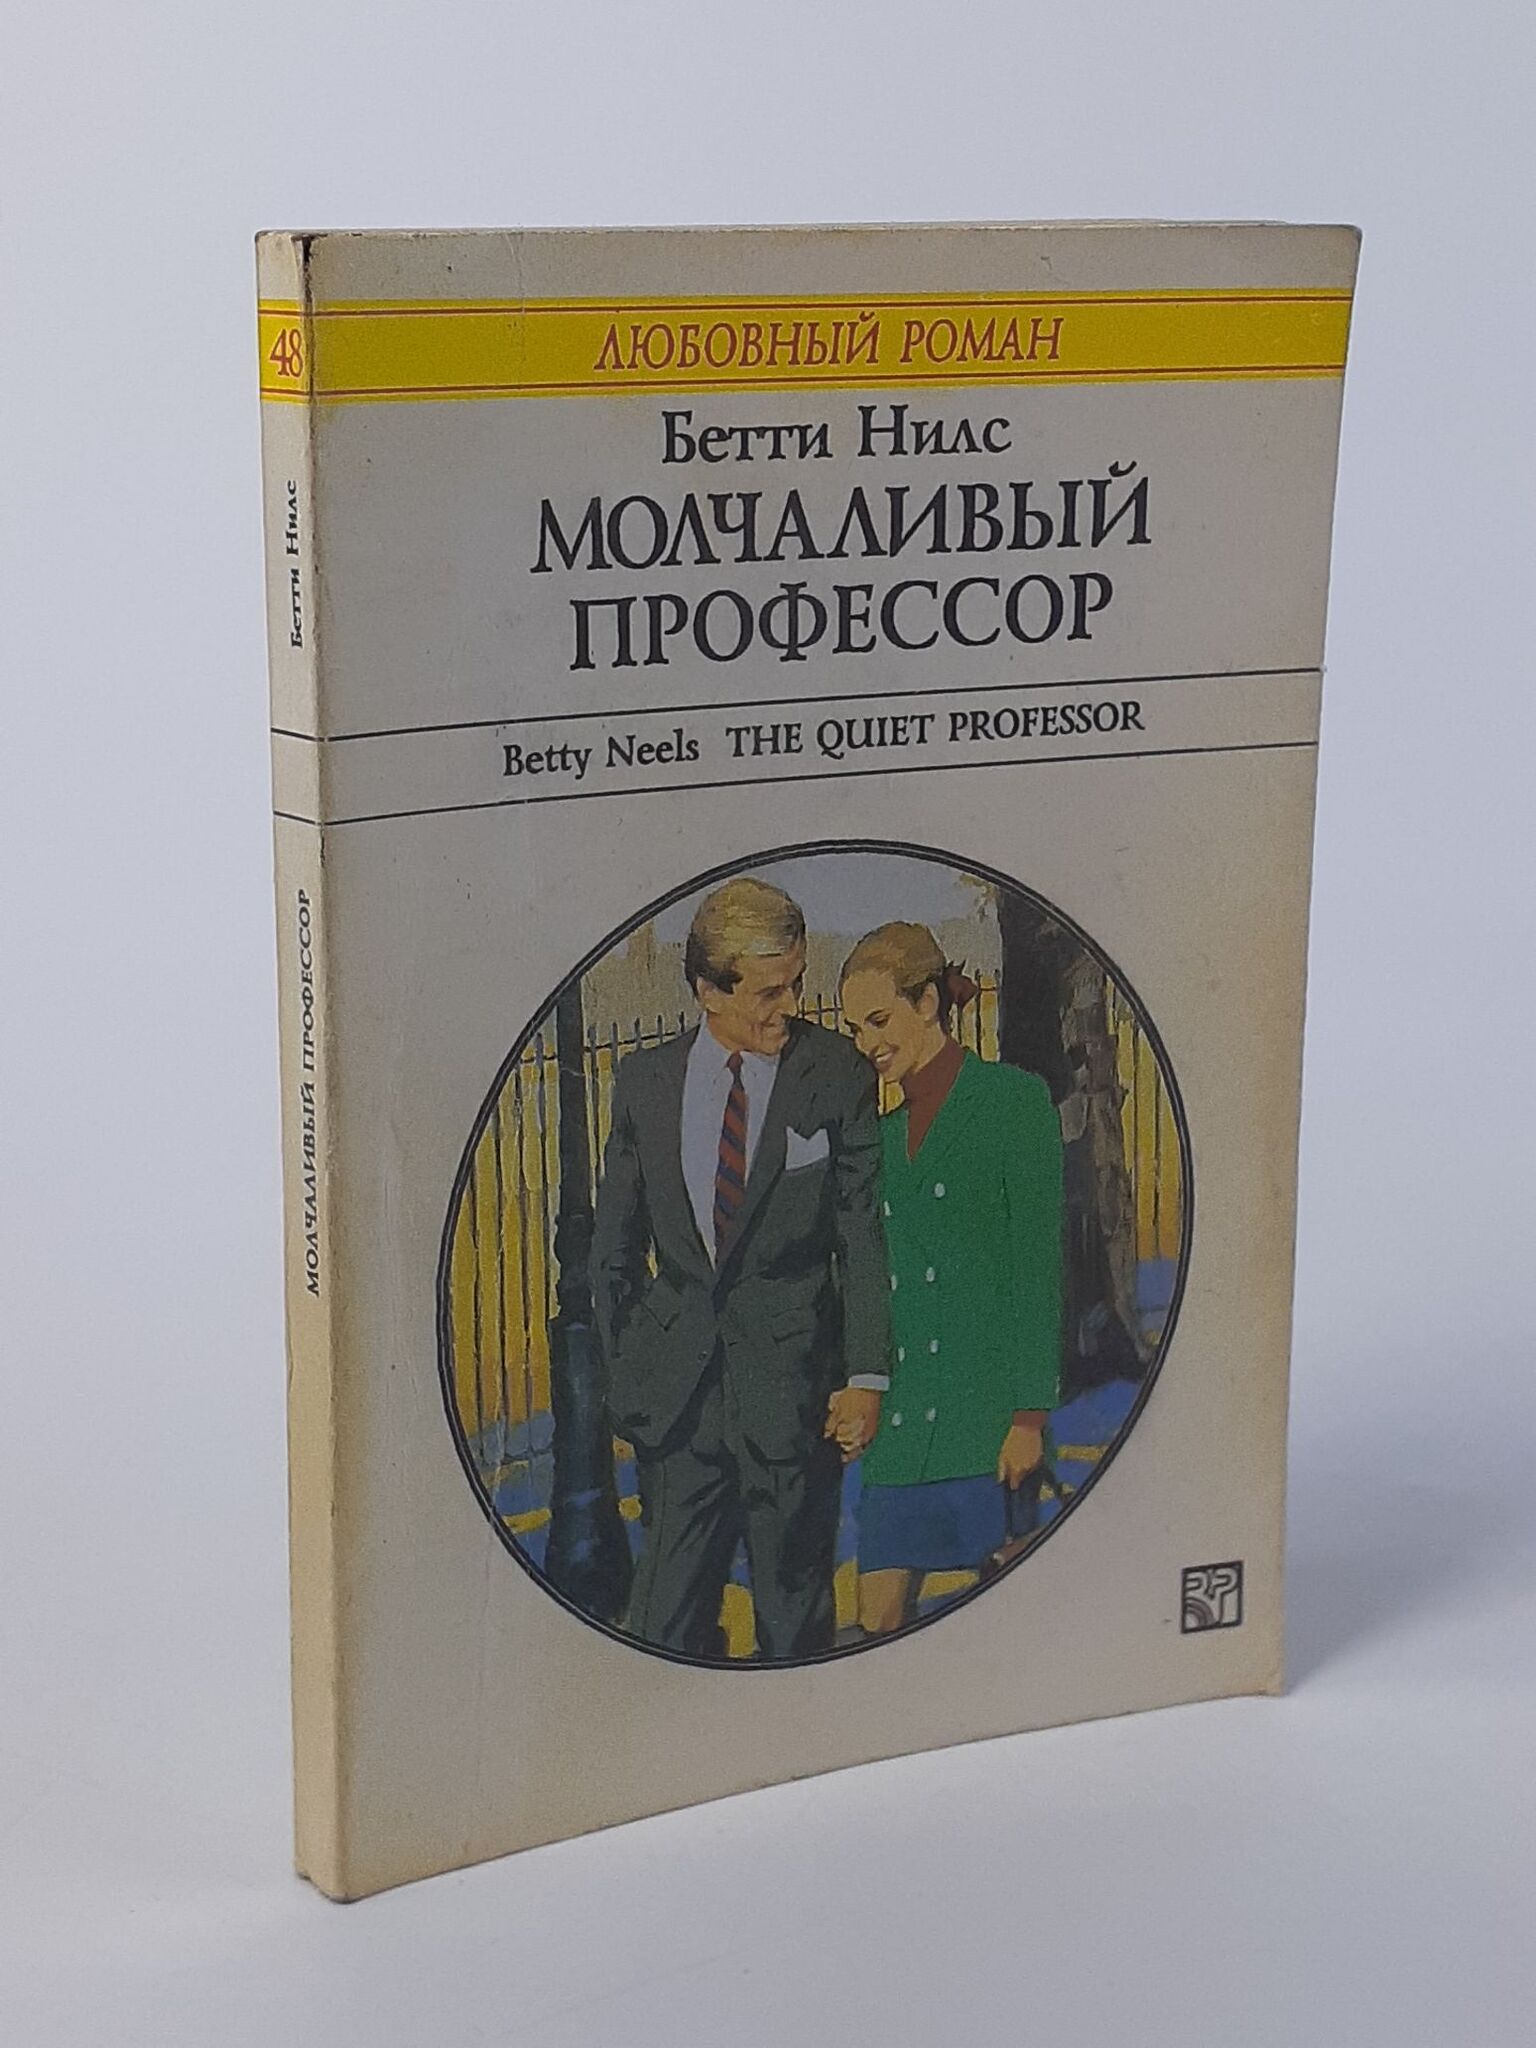 48
Бетти Нилс
МОЛЧАЛИВЫЙ ПРОФЕССОР
ЛЮБОВНЫЙ РОМАН
Бетти Нилс
МОЛЧАЛИВЫЙ
ПРОФЕССОР
Betty Neels THE QUIET PROFESSOR